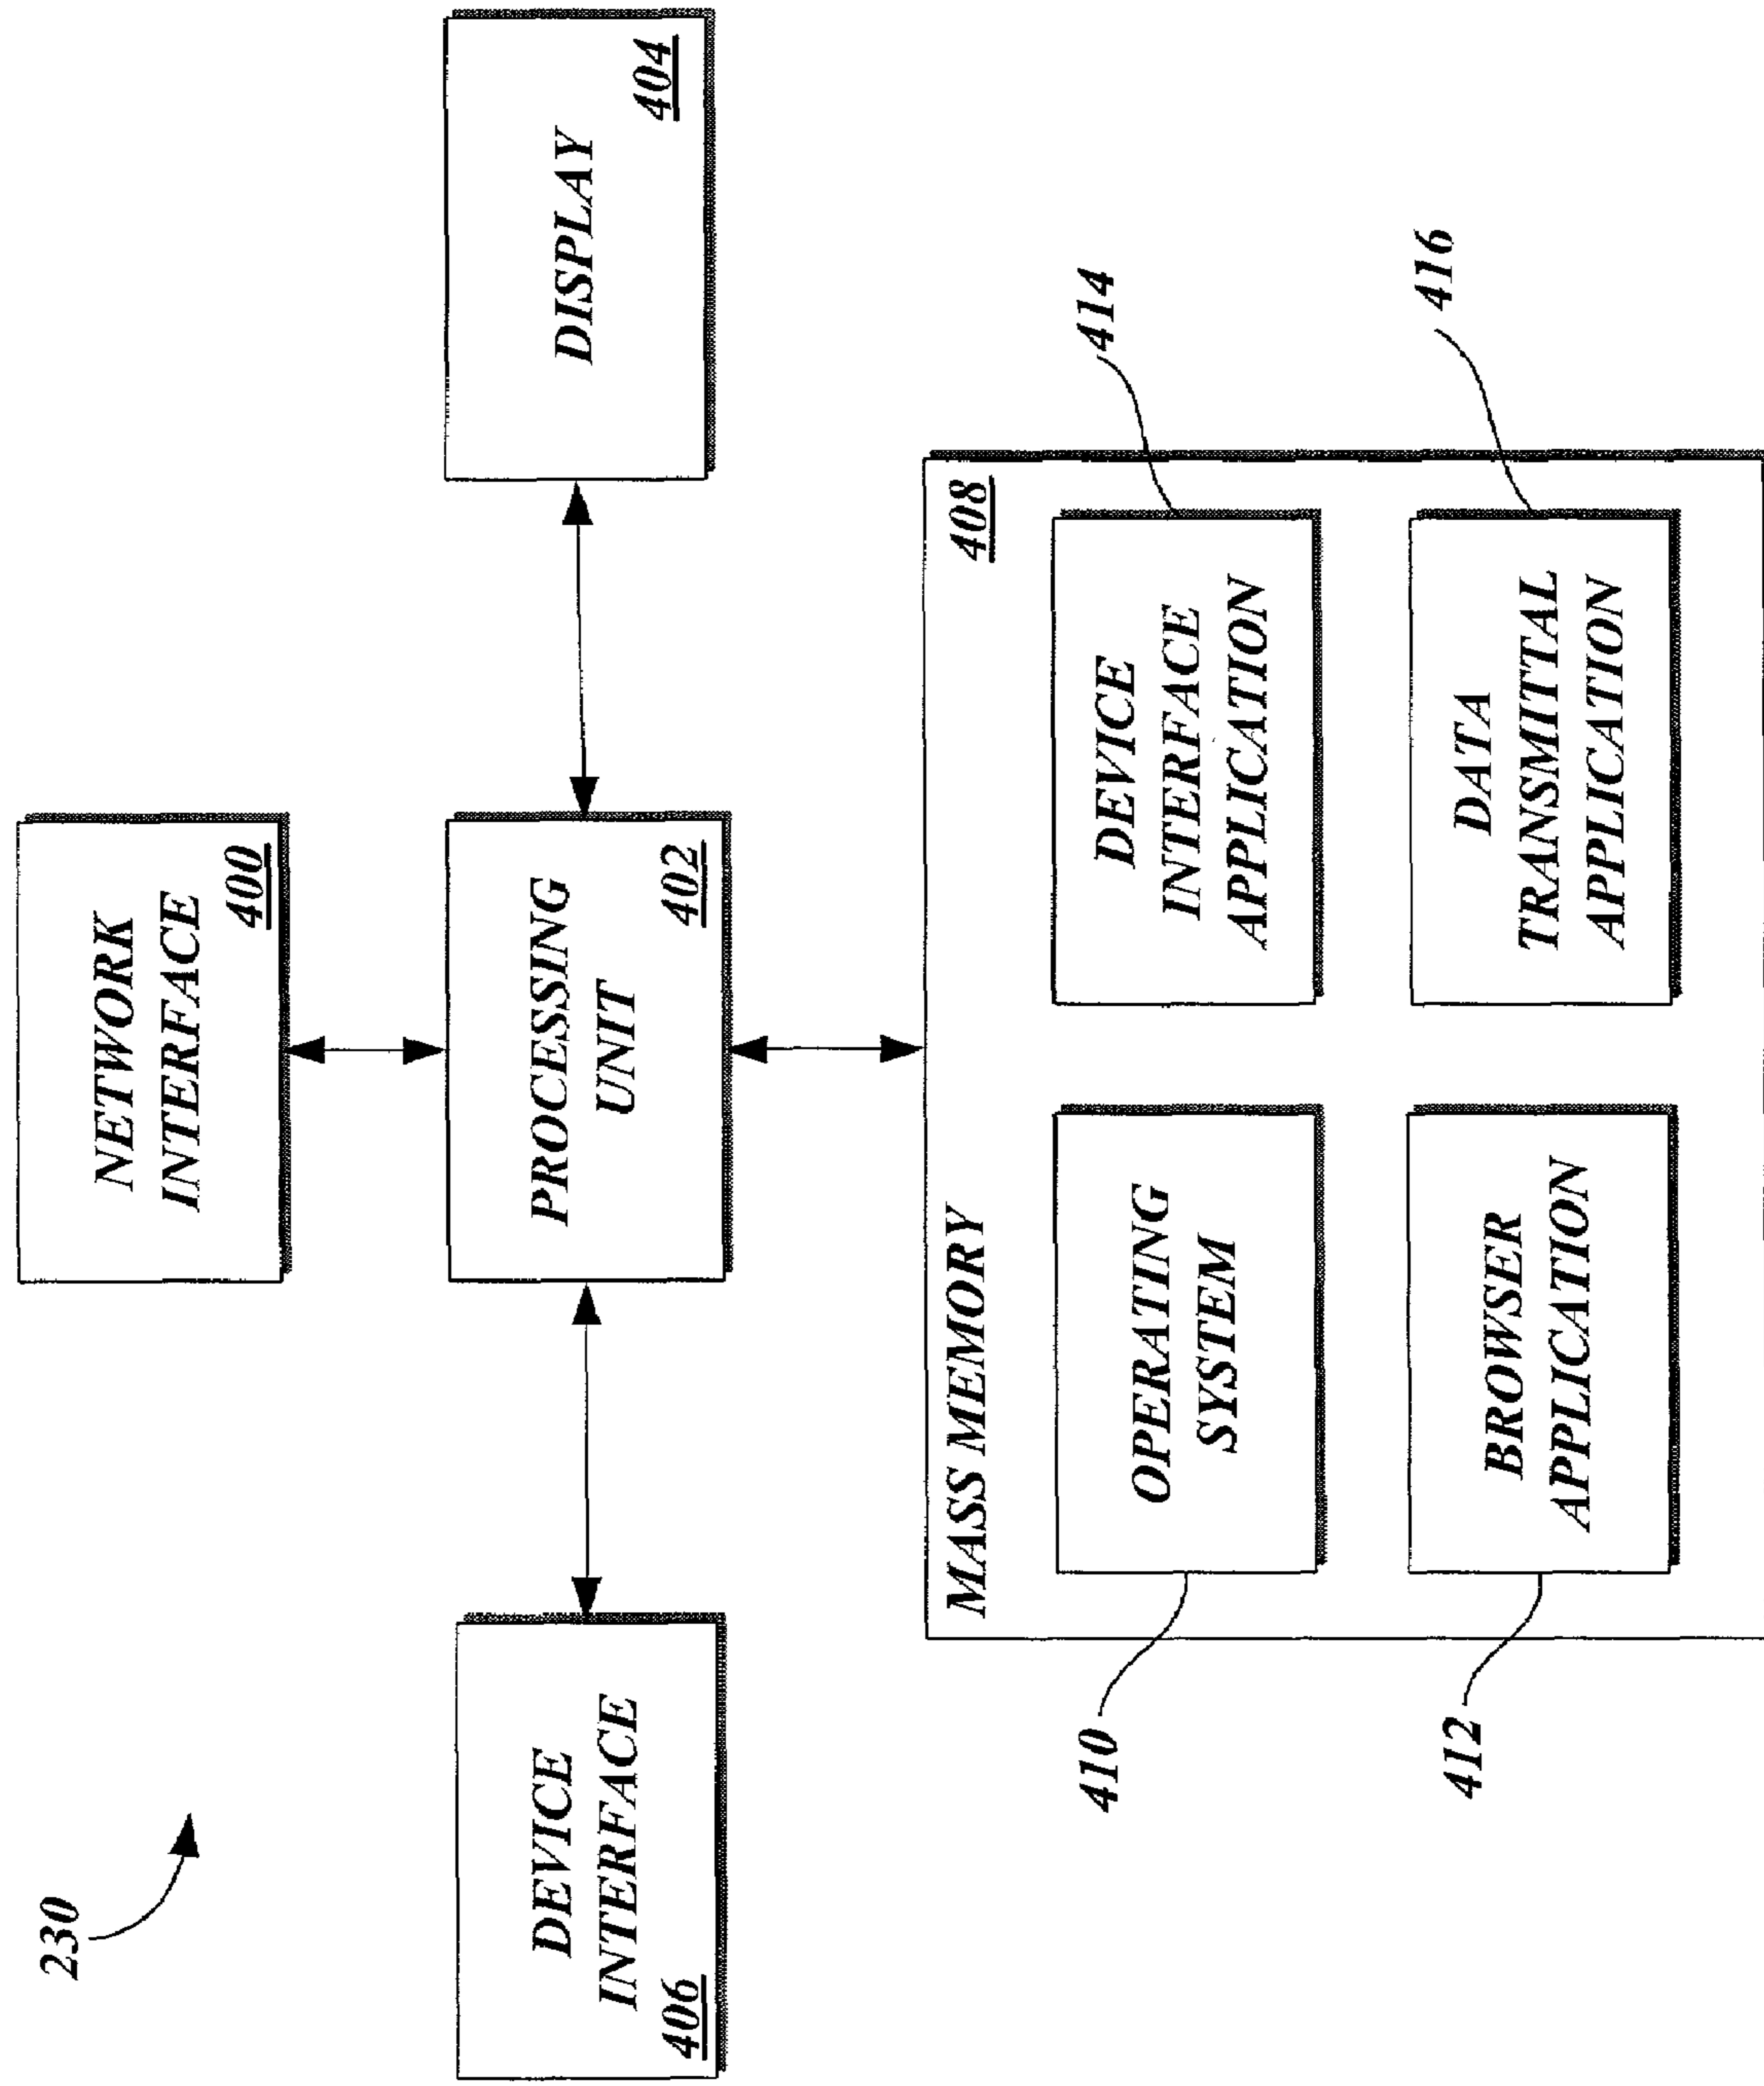 230
NETWORK
INTERFACE
400
DEVICE
INTERFACE
406
PROCESSING
UNIT
402
DISPLAY
404
MASS MEMORY
408
OPERATING
SYSTEM
410
DEVICE
INTERFACE
APPLICATION
414
BROWSER
APPLICATION
412
DATA
TRANSMITTAL
APPLICATION
416